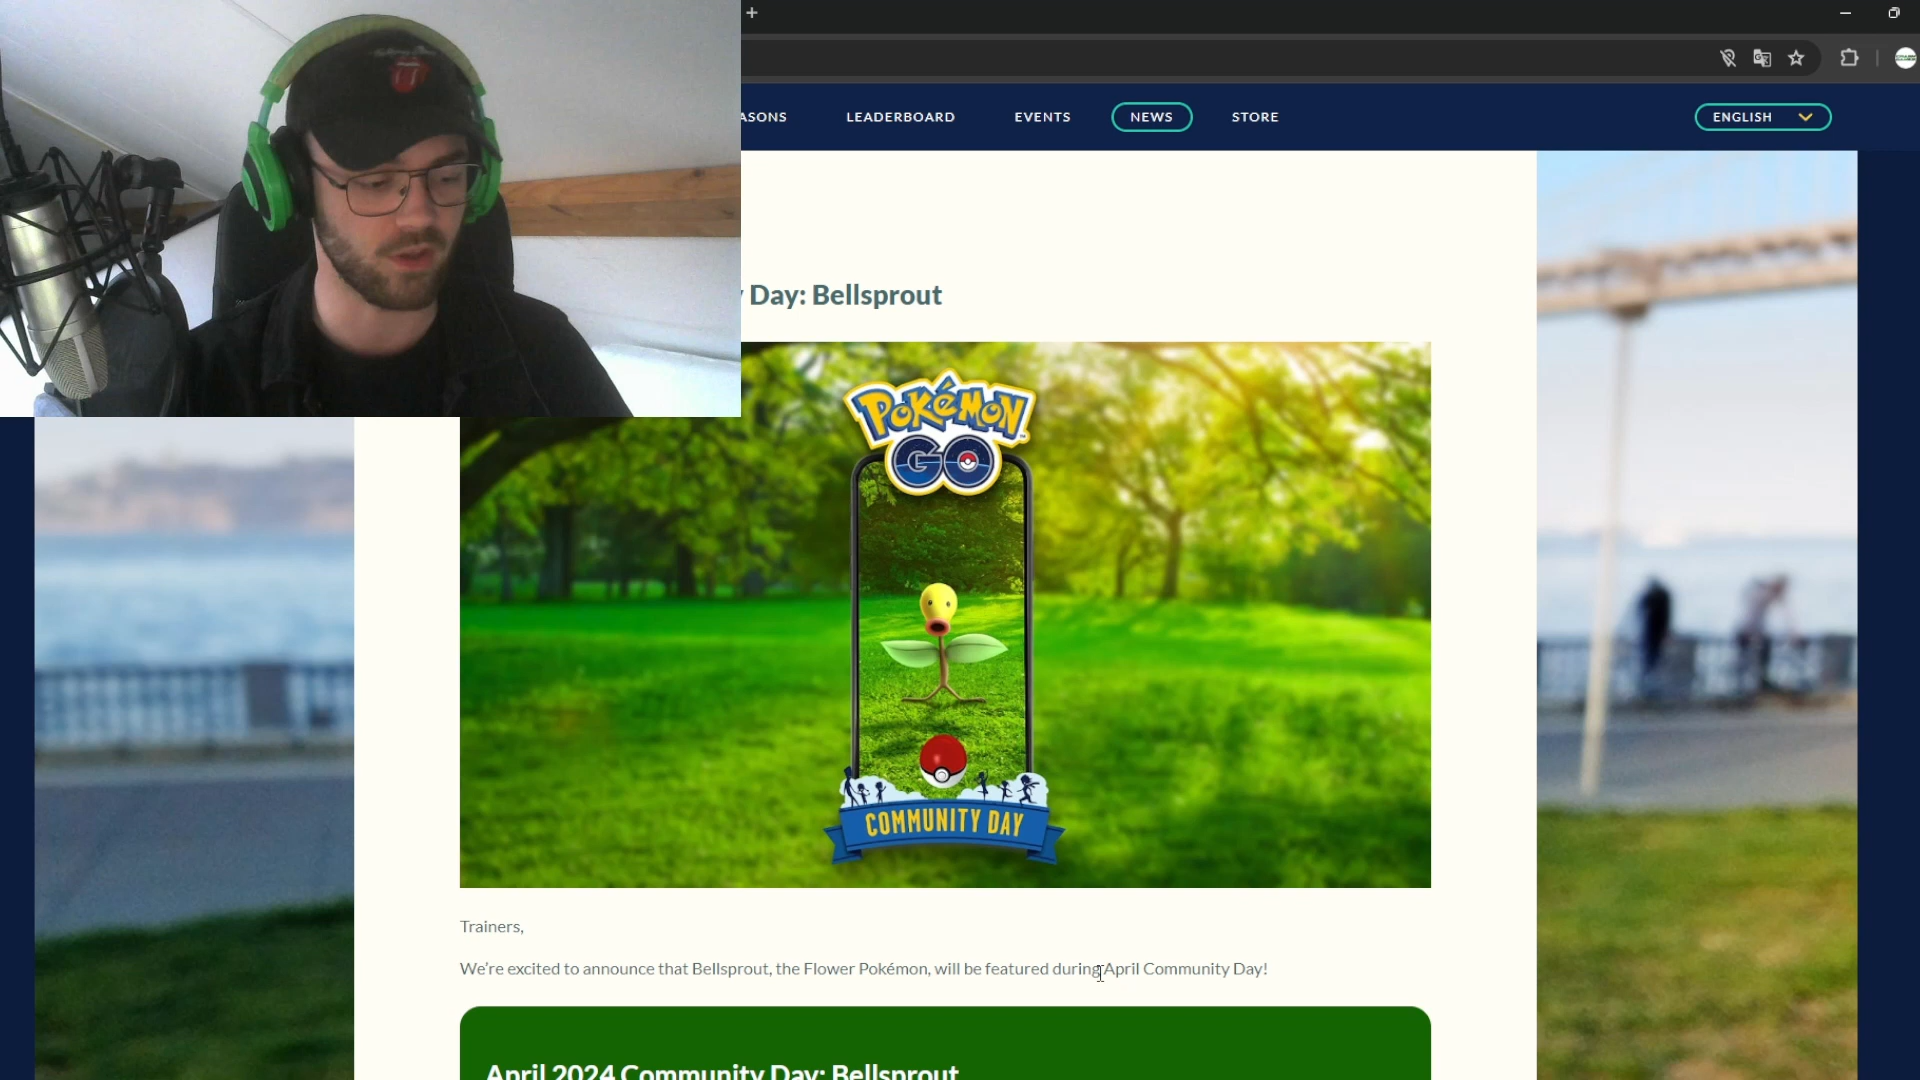 ASONS LEADERBOARD EVENTS NEWS STORE ENGLISH
Day: Bellsprout
POKéMON
GO
COMMUNITY DAY
Trainers,
We're excited to announce that Bellsprout, the Flower Pokémon, will be featured during April Community Day!
April 2024 Community Day: Bellsprout